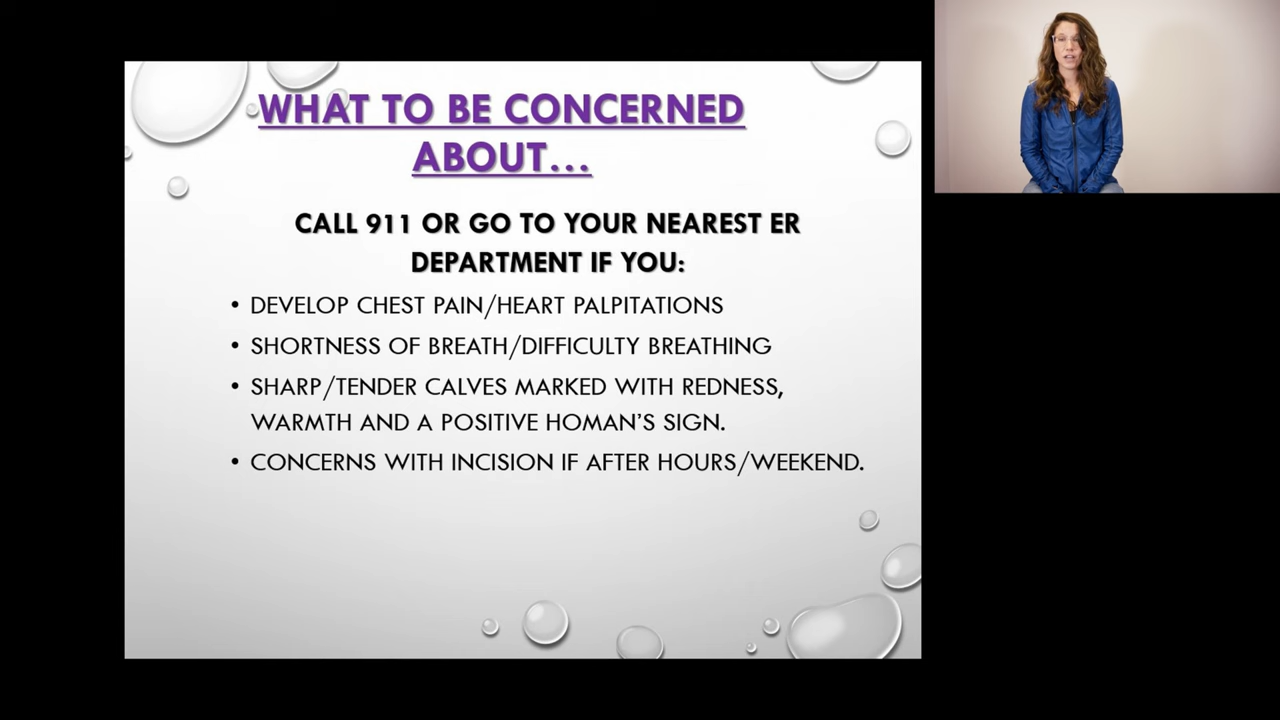 WHAT TO BE CONCERNED
ABOUT...
CALL 911 OR GO TO YOUR NEAREST ER
DEPARTMENT IF YOU:
• DEVELOP CHEST PAIN/HEART PALPITATIONS
• SHORTNESS OF BREATH/DIFFICULTY BREATHING
• SHARP/TENDER CALVES MARKED WITH REDNESS,
WARMTH AND A POSITIVE HOMAN'S SIGN.
• CONCERNS WITH INCISION IF AFTER HOURS/WEEKEND.